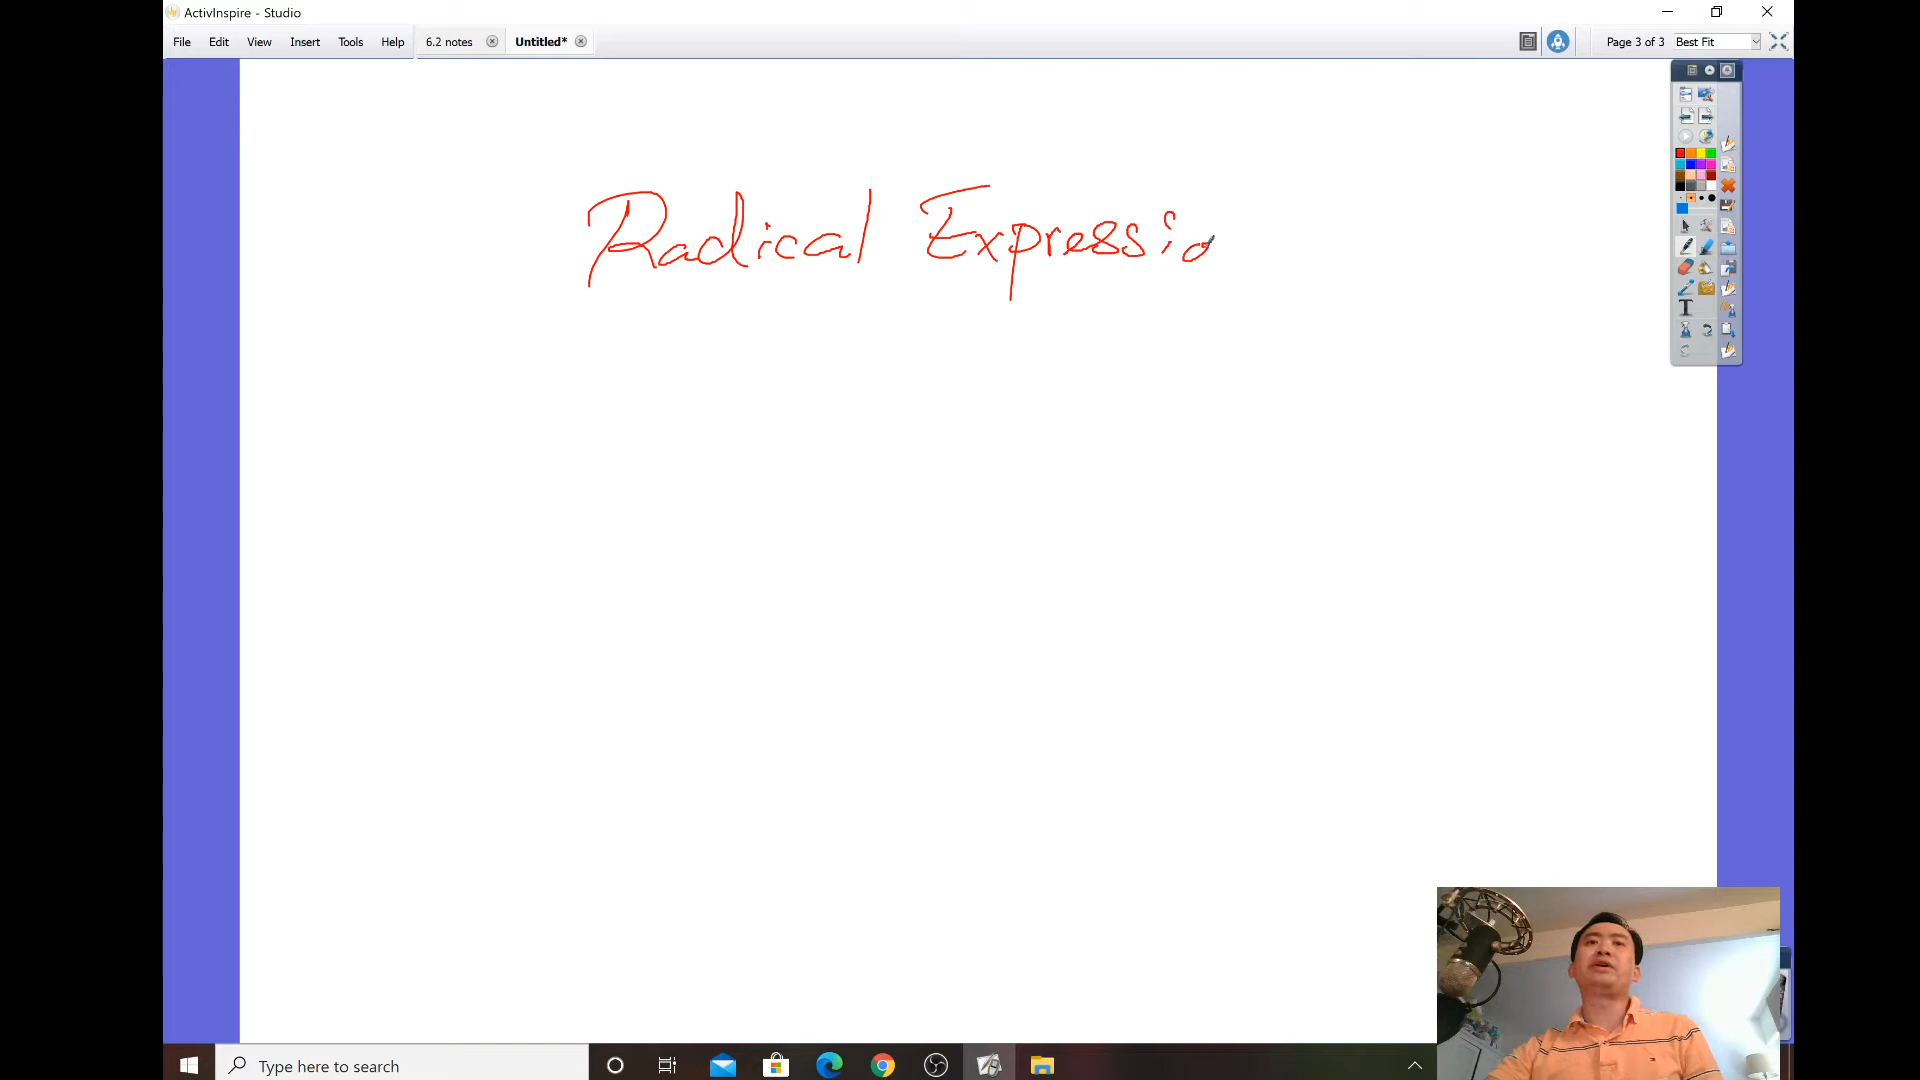 ActivInspire - Studio
File Edit View Insert Tools Help 6.2 notes Untitled* Page 3 of 3 Best Fit
Radical Expressio
Type here to search